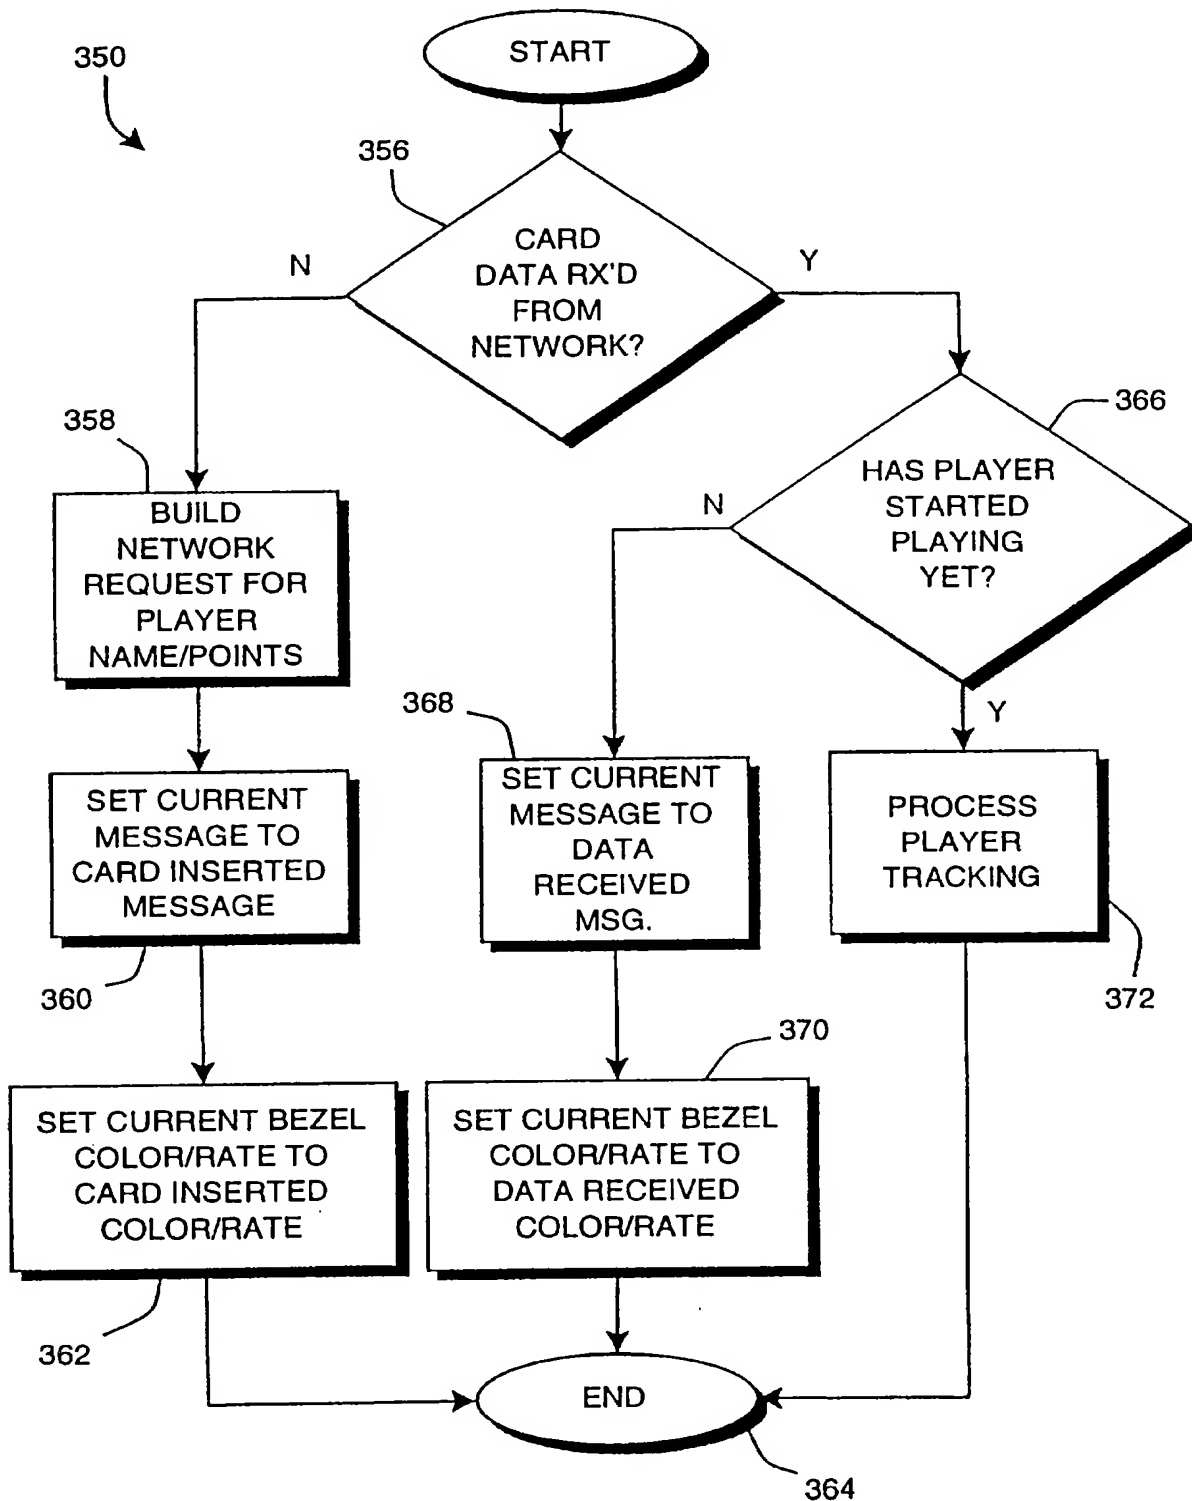 START
350
356
CARD
DATA RX'D
FROM
NETWORK?
N
Y
366
HAS PLAYER
STARTED
PLAYING
YET?
N
Y
358
BUILD
NETWORK
REQUEST FOR
PLAYER
NAME/POINTS
368
SET CURRENT
MESSAGE TO
DATA
RECEIVED
MSG.
PROCESS
PLAYER
TRACKING
372
SET CURRENT
MESSAGE TO
CARD INSERTED
MESSAGE
360
370
SET CURRENT BEZEL
COLOR/RATE TO
CARD INSERTED
COLOR/RATE
362
SET CURRENT BEZEL
COLOR/RATE TO
DATA RECEIVED
COLOR/RATE
END
364